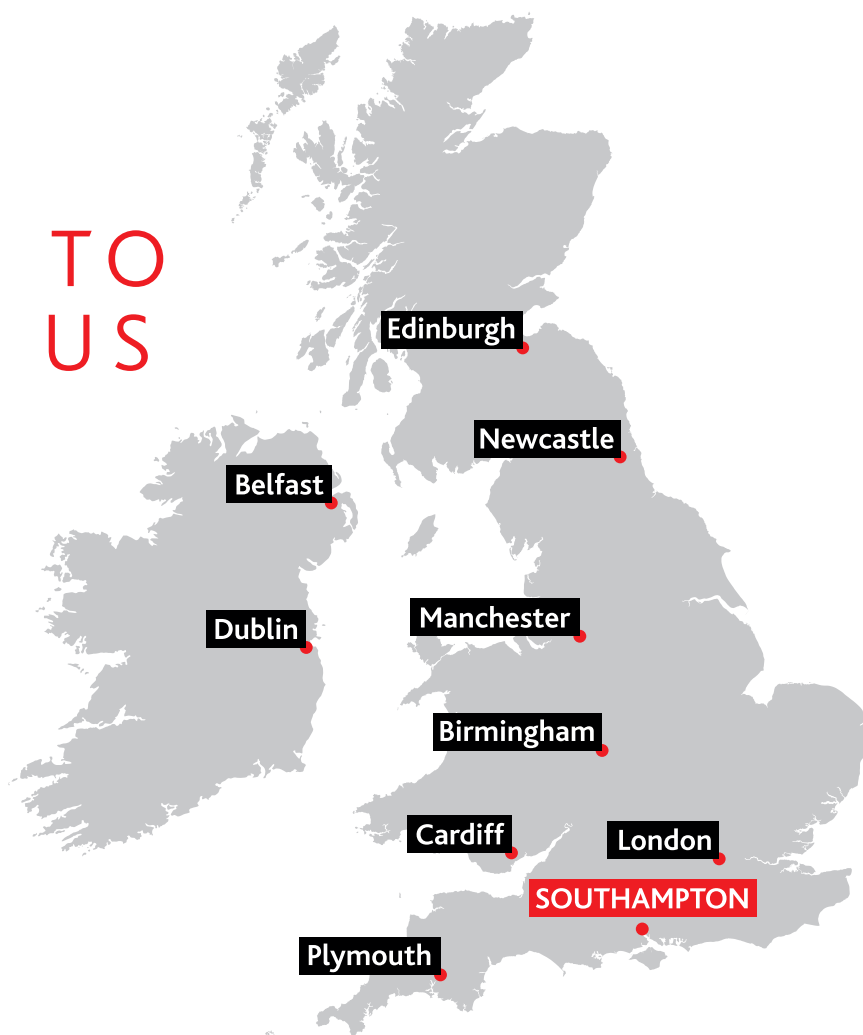 TO
US
Edinburgh
Newcastle
Belfast
Manchester
Dublin
Birmingham
Cardiff
London
SOUTHAMPTON
Plymouth